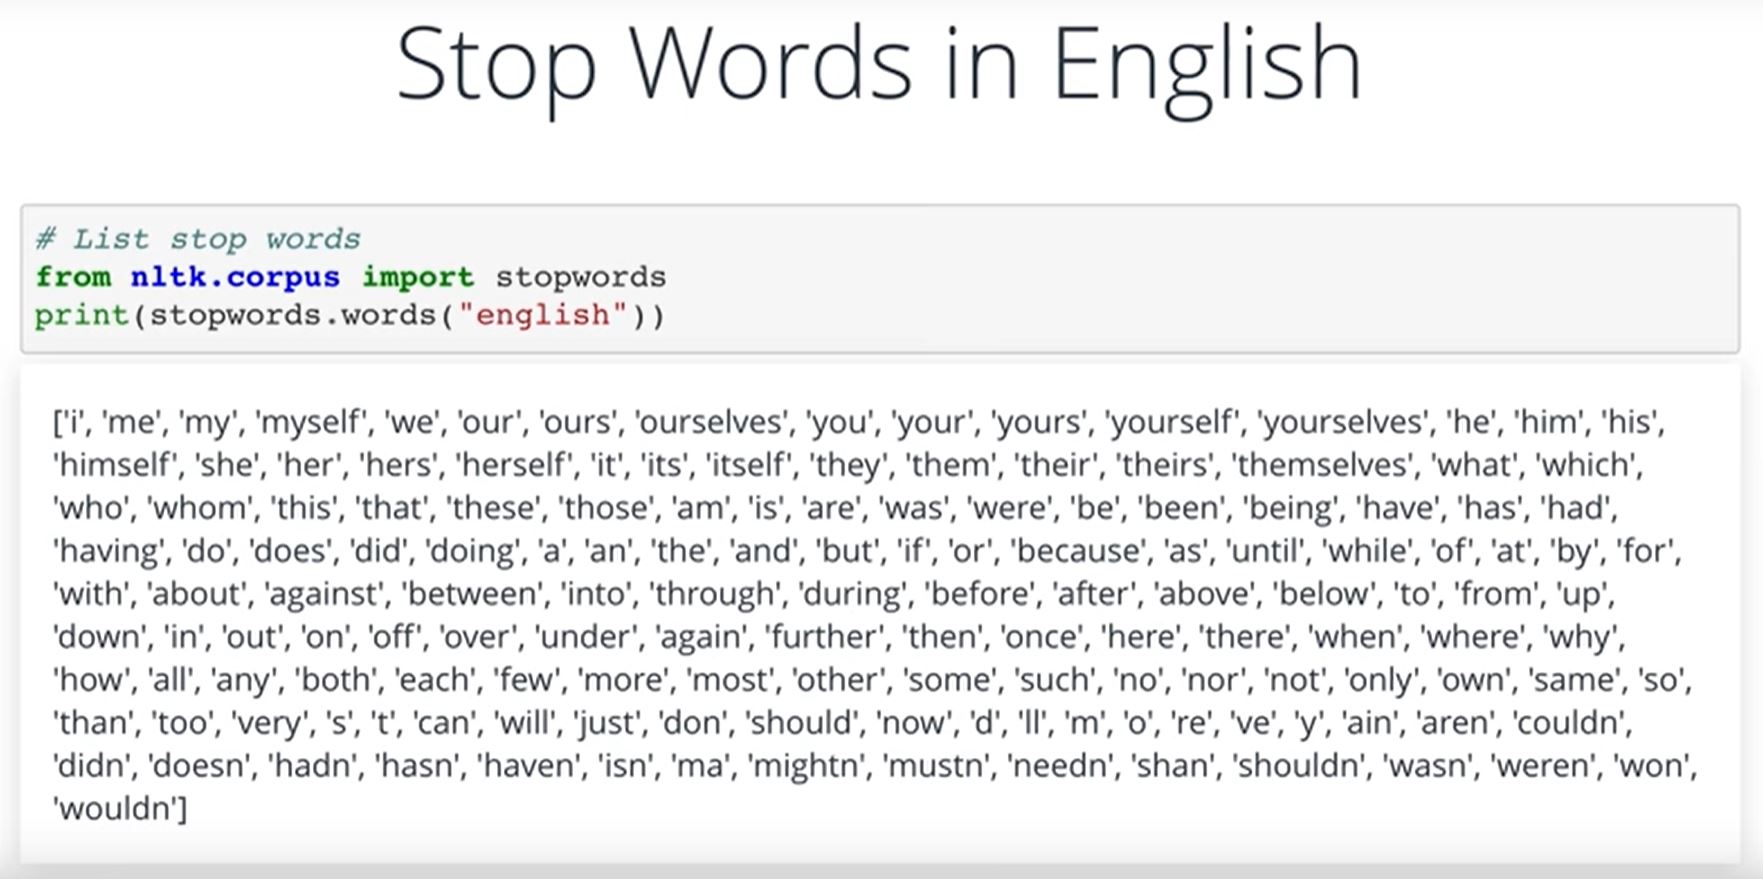 Stop Words in English
# List stop words
from nltk.corpus import stopwords
print(stopwords.words("english"))
['i', 'me', 'my', 'myself', 'we', 'our', 'ours', 'ourselves', 'you', 'your', 'yours', 'yourself', 'yourselves', 'he', 'him', 'his',
'himself', 'she', 'her', 'hers', 'herself', 'it', 'its', 'itself', 'they', 'them', 'their', 'theirs', 'themselves', 'what', 'which',
'who', 'whom', 'this', 'that', 'these', 'those', 'am', 'is', 'are', 'was', 'were', 'be', 'been', 'being', 'have', 'has', 'had',
'having', 'do', 'does', 'did', 'doing', 'a', 'an', 'the', 'and', 'but', 'if', 'or', 'because', 'as', 'until', 'while', 'of', 'at', 'by', 'for',
'with', 'about', 'against', 'between', 'into', 'through', 'during', 'before', 'after', 'above', 'below', 'to', 'from', 'up',
'down', 'in', 'out', 'on', 'off', 'over', 'under', 'again', 'further', 'then', 'once', 'here', 'there', 'when', 'where', 'why',
'how', 'all', 'any', 'both', 'each', 'few', 'more', 'most', 'other', 'some', 'such', 'no', 'nor', 'not', 'only', 'own', 'same', 'so',
'than', 'too', 'very', 's', 't', 'can', 'will', 'just', 'don', 'should', 'now', 'd', 'll', 'm', 'o', 're', 've', 'y', 'ain', 'aren', 'couldn',
'didn', 'doesn', 'hadn', 'hasn', 'haven', 'isn', 'ma', 'mightn', 'mustn', 'needn', 'shan', 'shouldn', 'wasn', 'weren', 'won',
'wouldn']